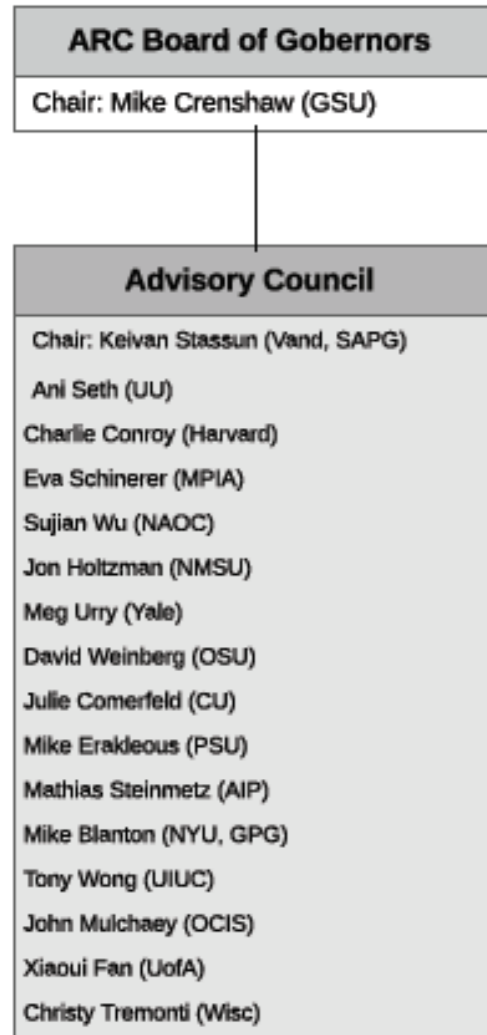 ARC Board of Gobernors
Chair: Mike Crenshaw (GSU)
Advisory Council
Chair: Keivan Stassun (Vand, SAPG)
Ani Seth (UU)
Charlie Conroy (Harvard)
Eva Schinerer (MPIA)
Sujian Wu (NAOC)
Jon Holtzman (NMSU)
Meg Urry (Yale)
David Weinberg (OSU)
Julie Comerfeld (CU)
Mike Erakleous (PSU)
Mathias Steinmetz (AIP)
Mike Blanton (NYU, GPG)
Tony Wong (UIUC)
John Mulchaey (OCIS)
Xiaoui Fan (UofA)
Christy Tremonti (Wisc)